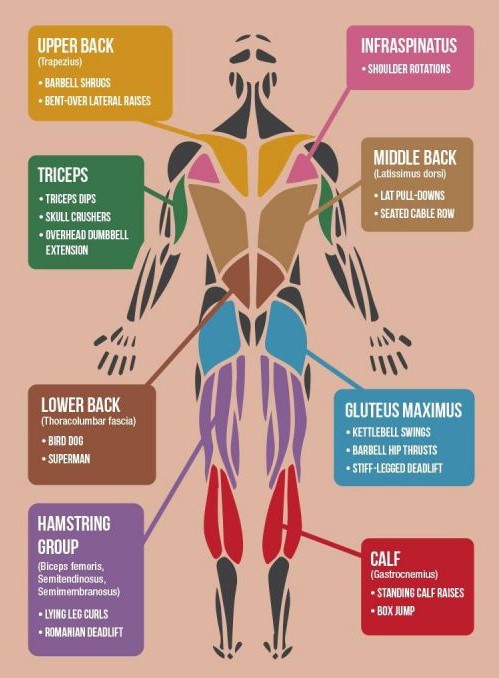 UPPER BACK
(Trapezius)
• BARBELL SHRUGS
• BENT-OVER LATERAL RAISES
INFRASPINATUS
• SHOULDER ROTATIONS
TRICEPS
• TRICEPS DIPS
• SKULL CRUSHERS
• OVERHEAD DUMBBELL
EXTENSION
MIDDLE BACK
(Latissimus dorsi)
• LAT PULL-DOWNS
• SEATED CABLE ROW
LOWER BACK
(Thoracolumbar fascia)
• BIRD DOG
• SUPERMAN
GLUTEUS MAXIMUS
• KETTLEBELL SWINGS
• BARBELL HIP THRUSTS
• STIFF-LEGGED DEADLIFT
HAMSTRING
GROUP
(Biceps femoris,
Semitendinosus,
Semimembranosus)
• LYING LEG CURLS
• ROMANIAN DEADLIFT
CALF
(Gastrocnemius)
• STANDING CALF RAISES
• BOX JUMP